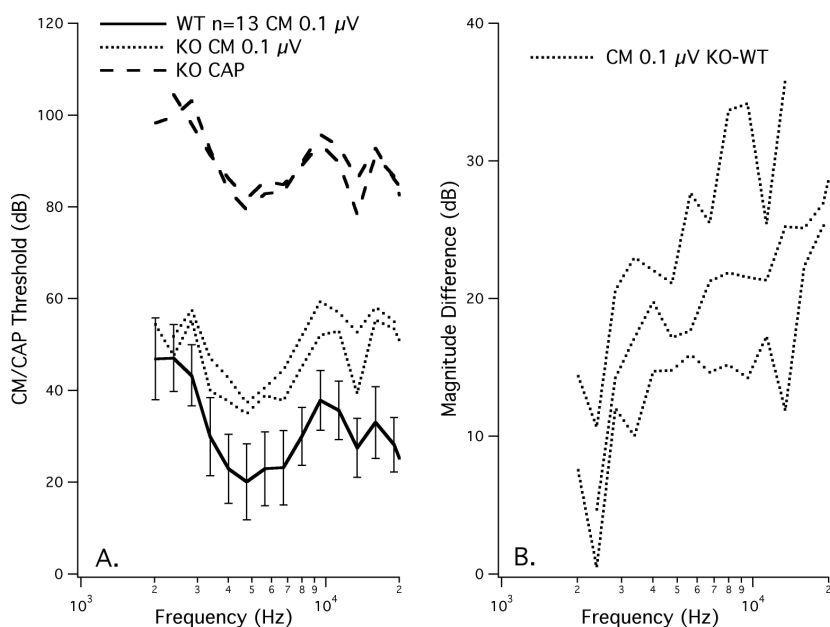 WT n=13 CM 0.1 µV
KO CM 0.1 µV
KO CAP
CM/CAP Threshold (dB)
120
100
80
60
40
20
0
A.
10³
2 3 4 5 6 7 8 9
10⁴
2
Frequency (Hz)
CM 0.1 µV KO-WT
Magnitude Difference (dB)
40
30
20
10
0
B.
10³
3 4 5 6 7 8 9
10⁴
2
Frequency (Hz)